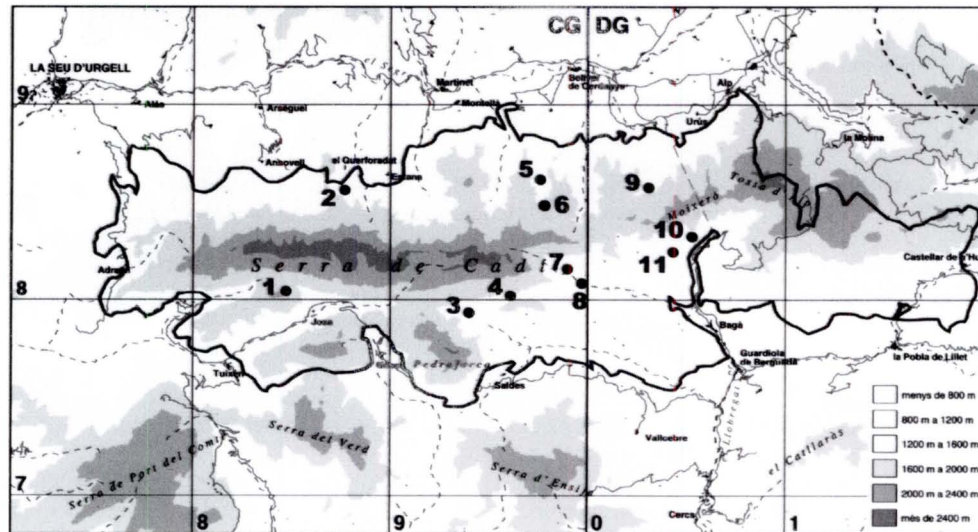 CG DG
LA SEU D'URGELL
Alàs
Arséguel
Martinet
Montellà
Bellver de Cerdanya
Alp
Urús
la Molina
9
Ansovell
el Querforadat
Estana
2
5
6
9
Moixeró
Tossa d'
10
11
Adraén
Serra de Cadí
7
8
Castellar de n'Hu
8
1
4
3
Josa
Bagà
Pedraforca
Guardiola de Berguedà
la Pobla de Lillet
Tuixén
Saldes
menys de 800 m
800 m a 1200 m
1200 m a 1600 m
1600 m a 2000 m
2000 m a 2400 m
més de 2400 m
Serra del Verd
Vallcebre
Llobregat
el Catllaràs
Serra de Port del Comte
Serra d'Ensija
7
Cercs
8
9
0
1